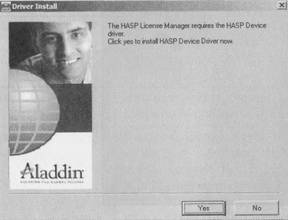 Driver Install
The HASP License Manager requires the HASP Device
driver.
Click yes to install HASP Device Driver now.
Aladdin
Yes
No